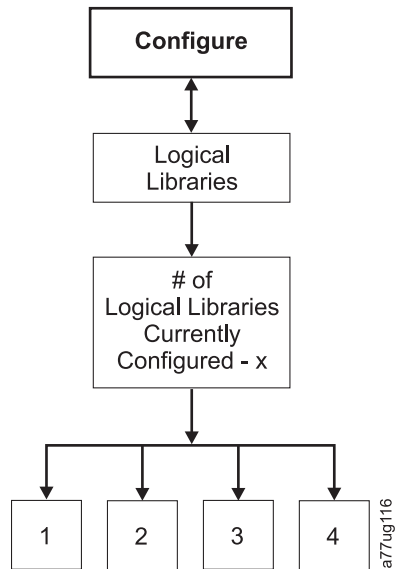 Configure
Logical
Libraries
# of
Logical Libraries
Currently
Configured - x
1 2 3 4
a77ug116